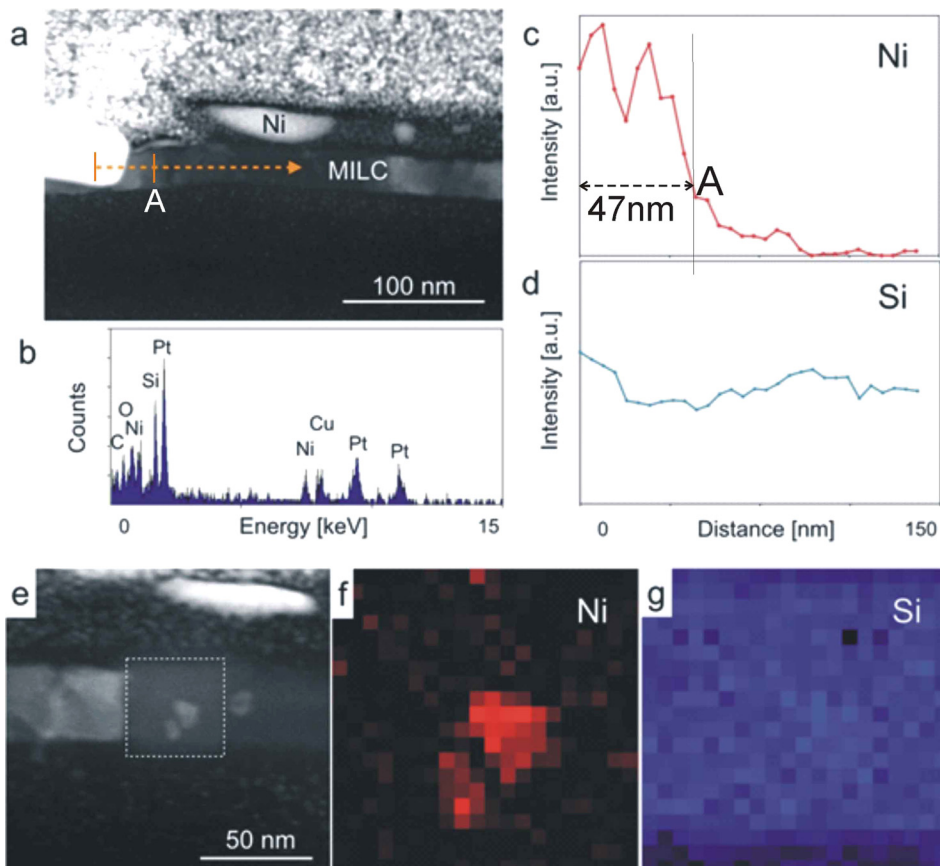 a
Ni
MILC
A
100 nm
b
Counts
C
O
Ni
Si
Pt
Ni
Cu
Pt
Pt
0
Energy [keV]
15
c
Intensity [a.u.]
Ni
A
47nm
d
Intensity [a.u.]
Si
0
Distance [nm]
150
e
50 nm
f
Ni
g
Si